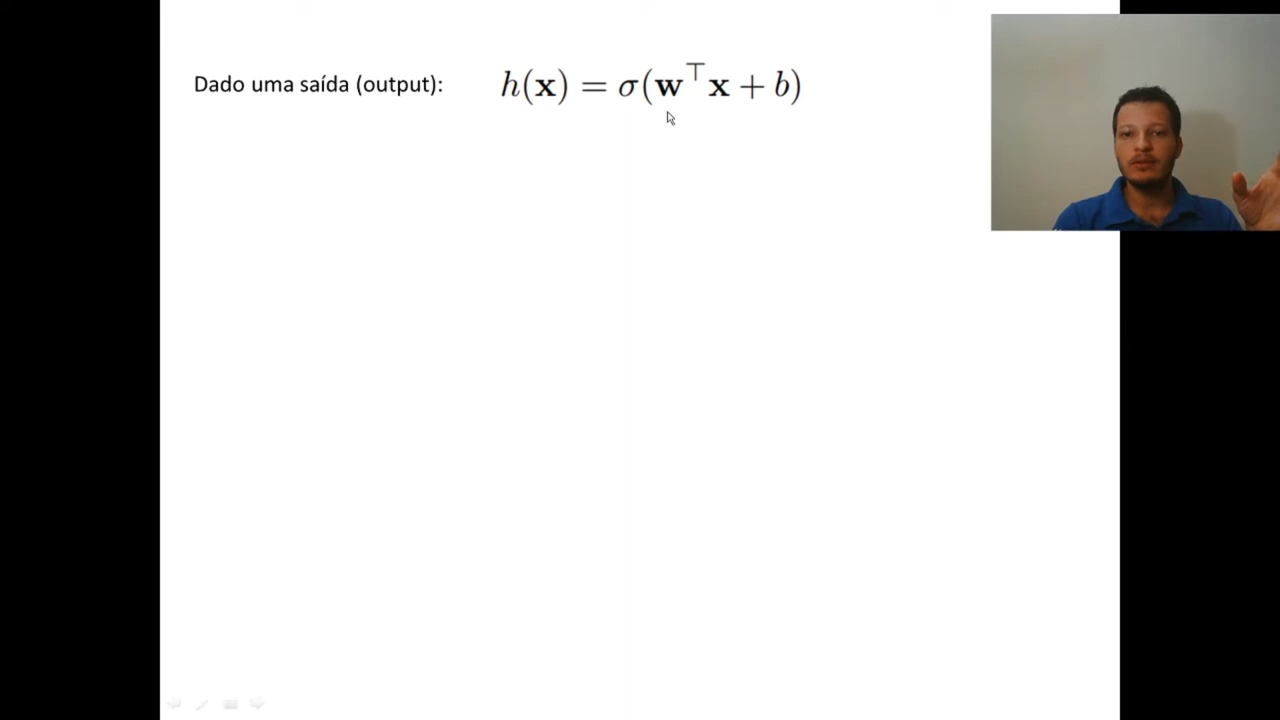 Dado uma saída (output): h(x) = σ(w⊤x + b)